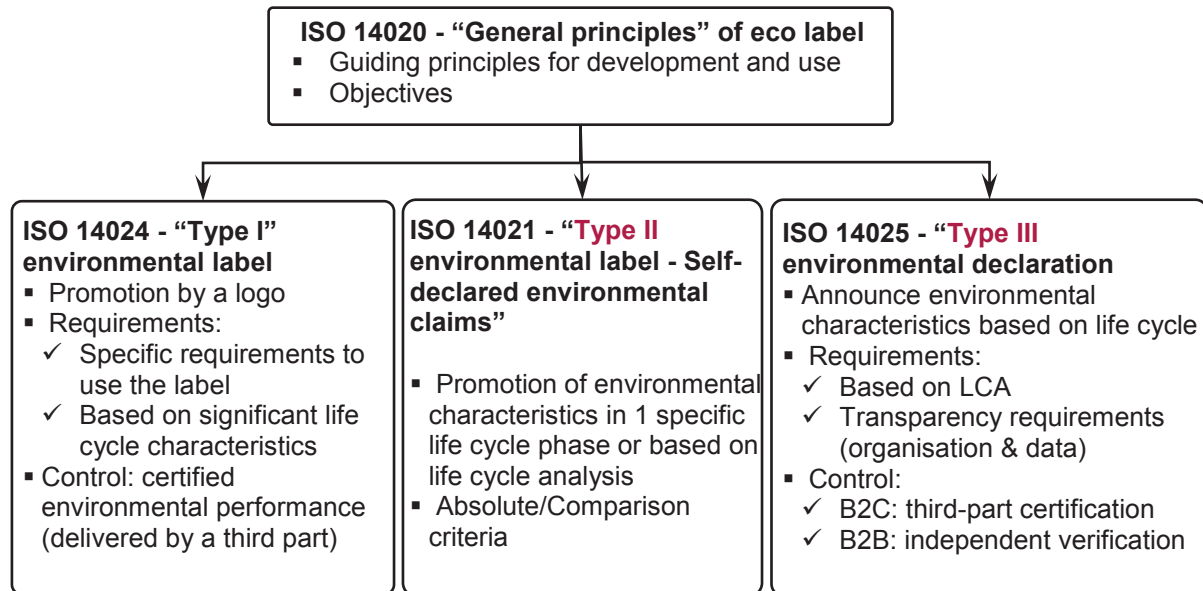 ISO 14020 - “General principles” of eco label
▪ Guiding principles for development and use
▪ Objectives
ISO 14024 - “Type I”
environmental label
▪ Promotion by a logo
▪ Requirements:
✓ Specific requirements to
use the label
✓ Based on significant life
cycle characteristics
▪ Control: certified
environmental performance
(delivered by a third part)
ISO 14021 - “Type II
environmental label - Self-
declared environmental
claims”
▪ Promotion of environmental
characteristics in 1 specific
life cycle phase or based on
life cycle analysis
▪ Absolute/Comparison
criteria
ISO 14025 - “Type III
environmental declaration
▪ Announce environmental
characteristics based on life cycle
▪ Requirements:
✓ Based on LCA
✓ Transparency requirements
(organisation & data)
▪ Control:
✓ B2C: third-part certification
✓ B2B: independent verification